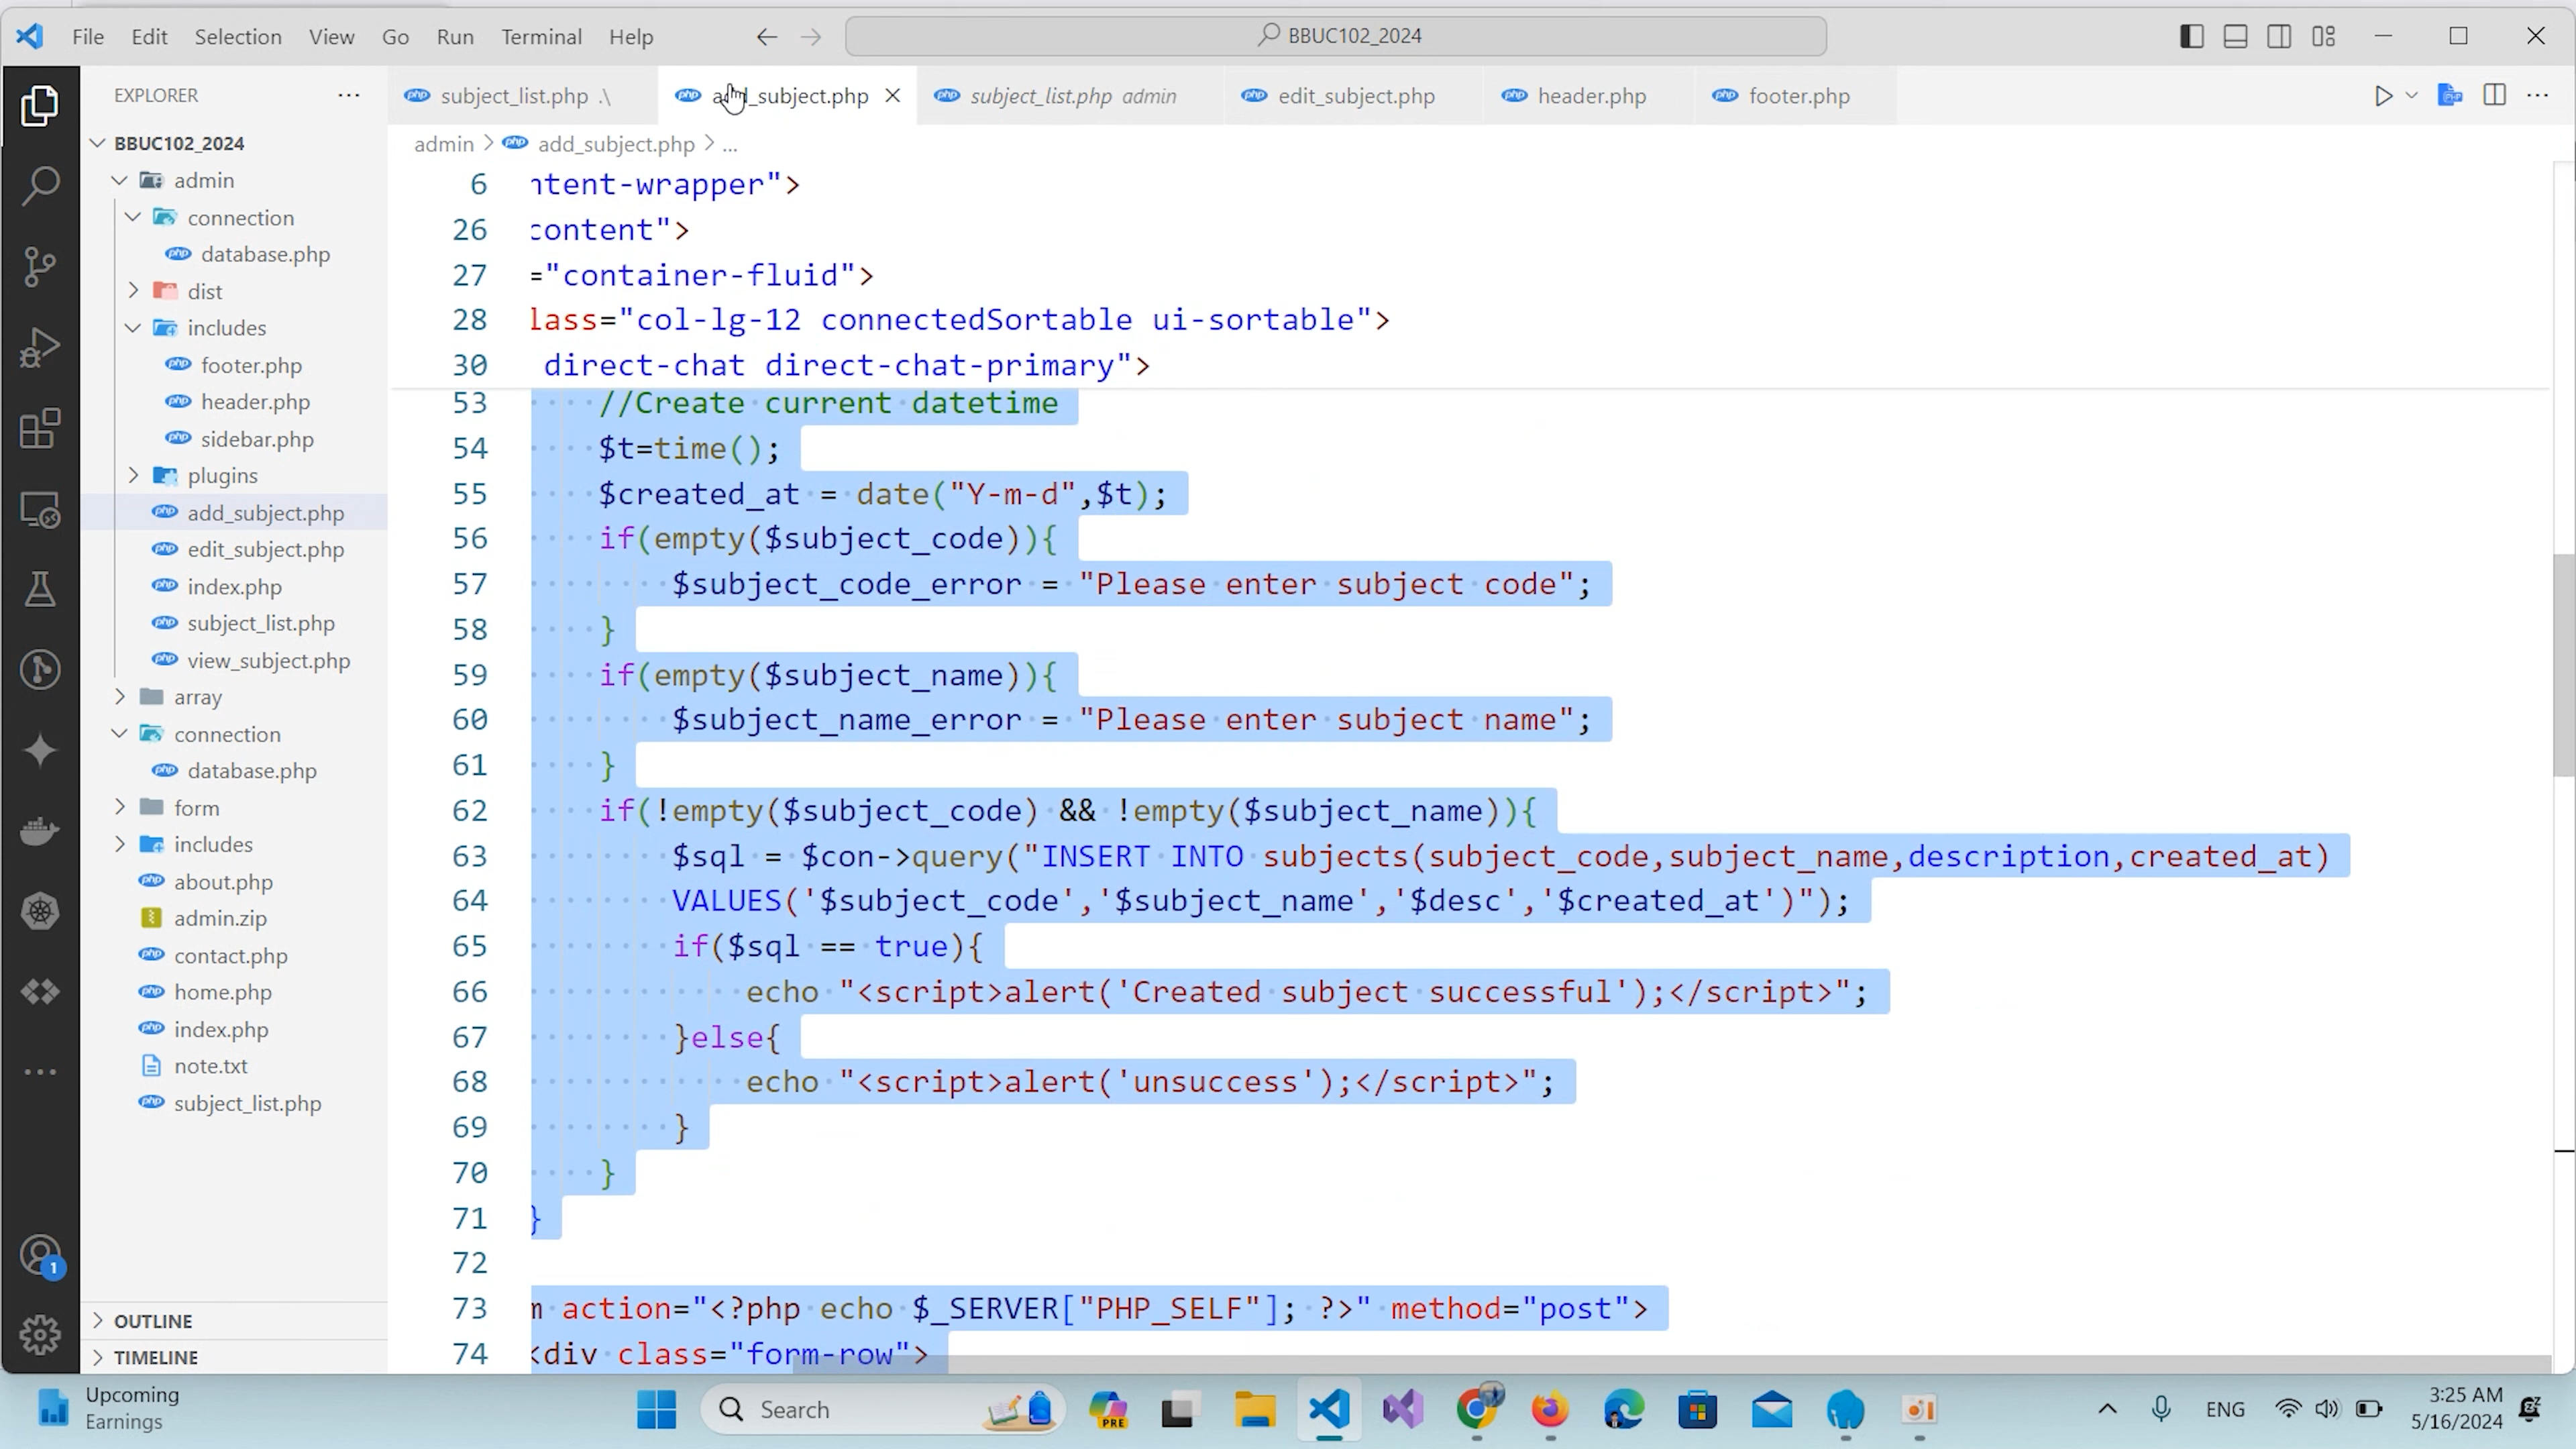 File Edit Selection View Go Run Terminal Help
BBUC102_2024
EXPLORER
subject_list.php .\
add_subject.php
subject_list.php admin
edit_subject.php
header.php
footer.php
BBUC102_2024
admin
connection
database.php
dist
includes
footer.php
header.php
sidebar.php
plugins
add_subject.php
edit_subject.php
index.php
subject_list.php
view_subject.php
array
connection
database.php
form
includes
about.php
admin.zip
contact.php
home.php
index.php
note.txt
subject_list.php
OUTLINE
TIMELINE
1
admin > add_subject.php > ...
6 ntent-wrapper">
26 content">
27 ="container-fluid">
28 lass="col-lg-12 connectedSortable ui-sortable">
30 direct-chat direct-chat-primary">
53 //Create current datetime
54 $t=time();
55 $created_at = date("Y-m-d",$t);
56 if(empty($subject_code)){
57 $subject_code_error = "Please enter subject code";
58 }
59 if(empty($subject_name)){
60 $subject_name_error = "Please enter subject name";
61 }
62 if(!empty($subject_code) && !empty($subject_name)){
63 $sql = $con->query("INSERT INTO subjects(subject_code,subject_name,description,created_at)
64 VALUES('$subject_code','$subject_name','$desc','$created_at')");
65 if($sql == true){
66 echo "<script>alert('Created subject successful');</script>";
67 }else{
68 echo "<script>alert('unsuccess');</script>";
69 }
70 }
71 }
72
73 m action="<?php echo $_SERVER["PHP_SELF"]; ?>" method="post">
74 <div class="form-row">
Upcoming
Earnings
Search
PRE
ENG
3:25 AM
5/16/2024